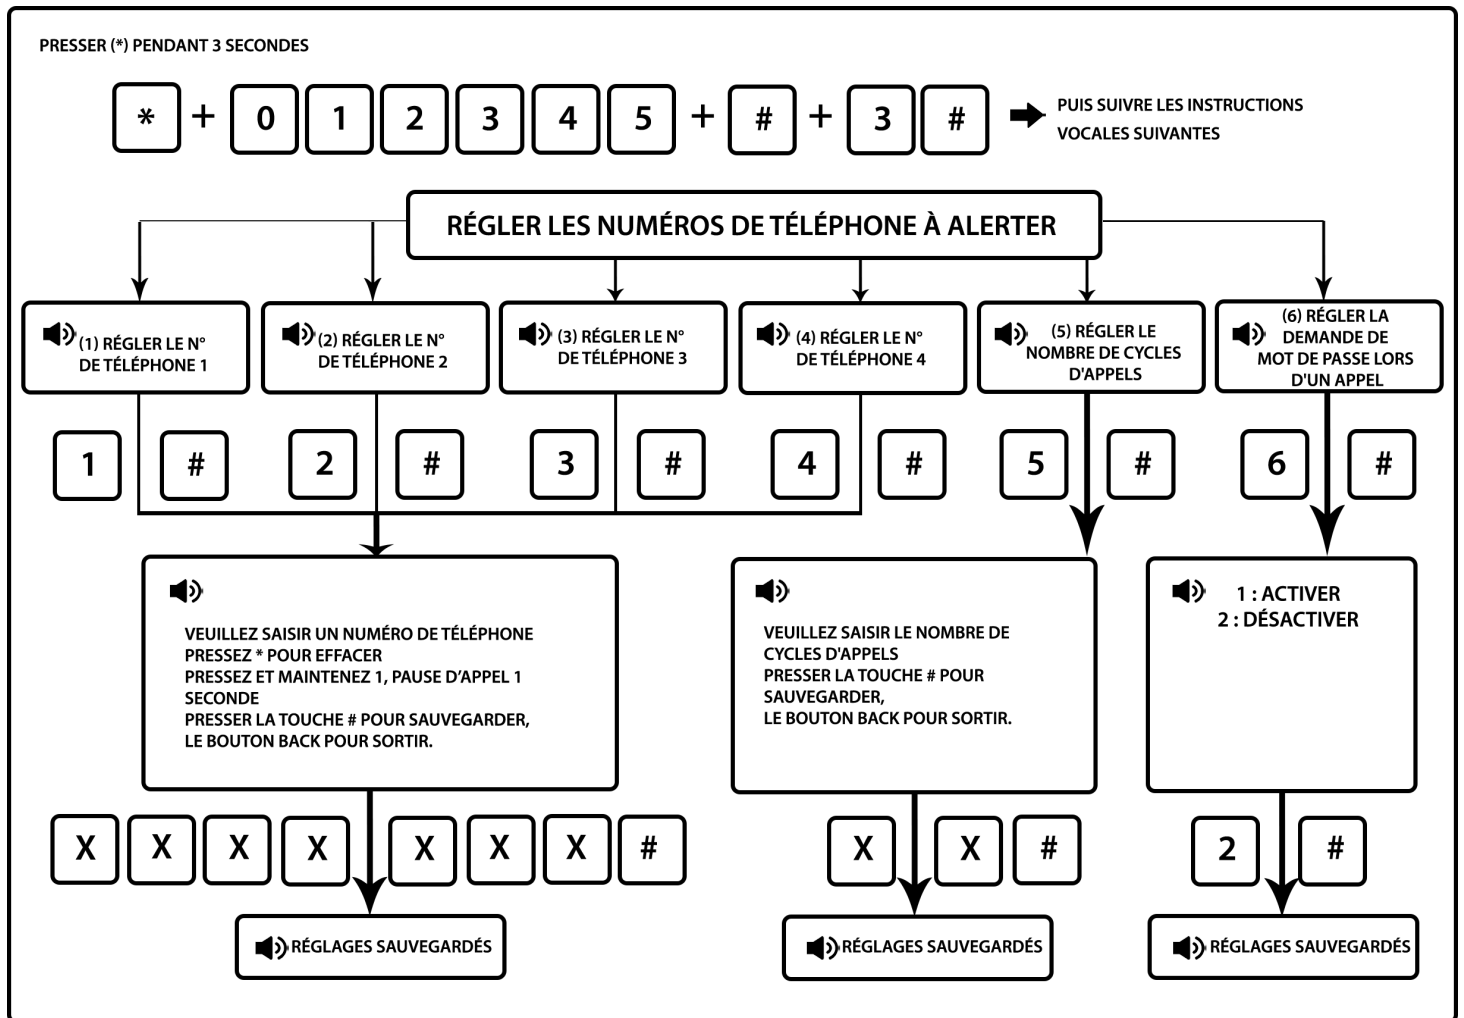 PRESSER (*) PENDANT 3 SECONDES
* + 0 1 2 3 4 5 + # + 3 #
PUIS SUIVRE LES INSTRUCTIONS
VOCALES SUIVANTES
RÉGLER LES NUMÉROS DE TÉLÉPHONE À ALERTER
(1) RÉGLER LE N°
DE TÉLÉPHONE 1
(2) RÉGLER LE N°
DE TÉLÉPHONE 2
(3) RÉGLER LE N°
DE TÉLÉPHONE 3
(4) RÉGLER LE N°
DE TÉLÉPHONE 4
(5) RÉGLER LE
NOMBRE DE CYCLES
D'APPELS
(6) RÉGLER LA
DEMANDE DE
MOT DE PASSE LORS
D'UN APPEL
1 # 2 # 3 # 4 # 5 # 6 #
VEUILLEZ SAISIR UN NUMÉRO DE TÉLÉPHONE
PRESSEZ * POUR EFFACER
PRESSEZ ET MAINTENEZ 1, PAUSE D’APPEL 1
SECONDE
PRESSER LA TOUCHE # POUR SAUVEGARDER,
LE BOUTON BACK POUR SORTIR.
VEUILLEZ SAISIR LE NOMBRE DE
CYCLES D'APPELS
PRESSER LA TOUCHE # POUR
SAUVEGARDER,
LE BOUTON BACK POUR SORTIR.
1 : ACTIVER
2 : DÉSACTIVER
X X X X X X X #
X X #
2 #
RÉGLAGES SAUVEGARDÉS
RÉGLAGES SAUVEGARDÉS
RÉGLAGES SAUVEGARDÉS